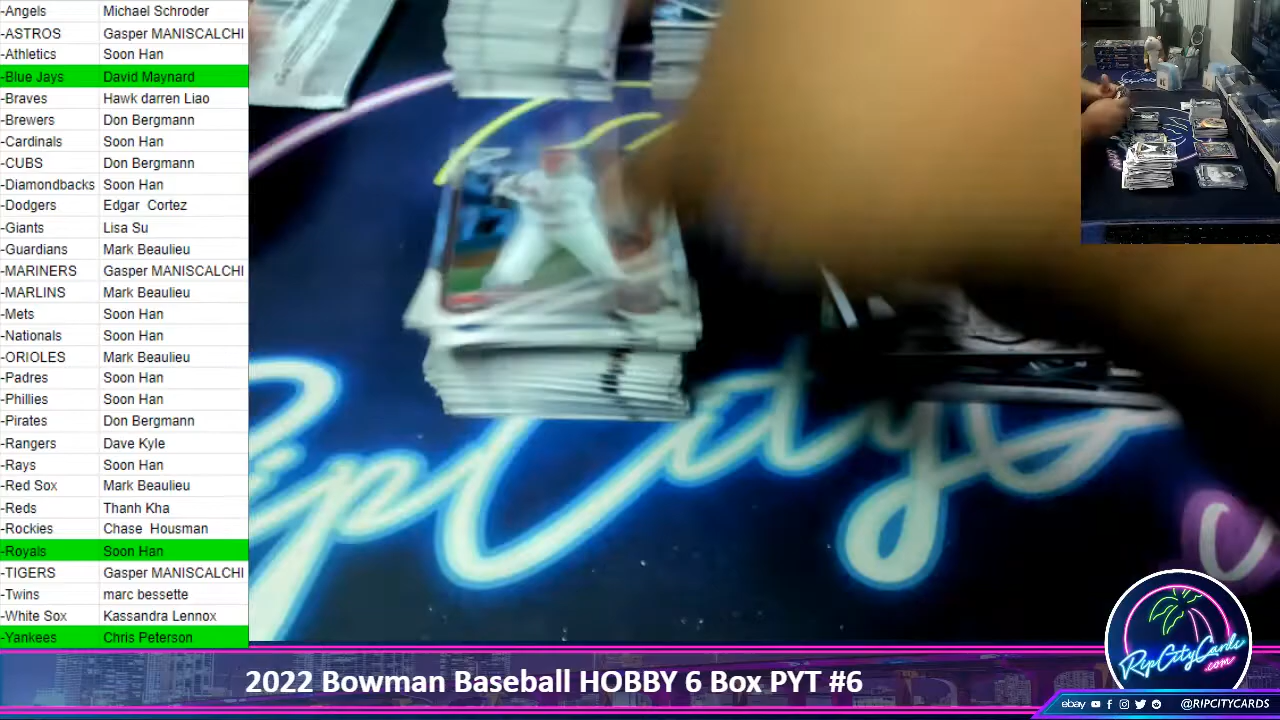 -Angels Michael Schroder
-ASTROS Gasper MANISCALCHI
-Athletics Soon Han
-Blue Jays David Maynard
-Braves Hawk darren Liao
-Brewers Don Bergmann
-Cardinals Soon Han
-CUBS Don Bergmann
-Diamondbacks Soon Han
-Dodgers Edgar Cortez
-Giants Lisa Su
-Guardians Mark Beaulieu
-MARINERS Gasper MANISCALCHI
-MARLINS Mark Beaulieu
-Mets Soon Han
-Nationals Soon Han
-ORIOLES Mark Beaulieu
-Padres Soon Han
-Phillies Soon Han
-Pirates Don Bergmann
-Rangers Dave Kyle
-Rays Soon Han
-Red Sox Mark Beaulieu
-Reds Thanh Kha
-Rockies Chase Housman
-Royals Soon Han
-TIGERS Gasper MANISCALCHI
-Twins marc bessette
-White Sox Kassandra Lennox
-Yankees Chris Peterson
RipCityC
RipCityCards
.com
2022 Bowman Baseball HOBBY 6 Box PYT #6
ebay @RIPCITYCARDS